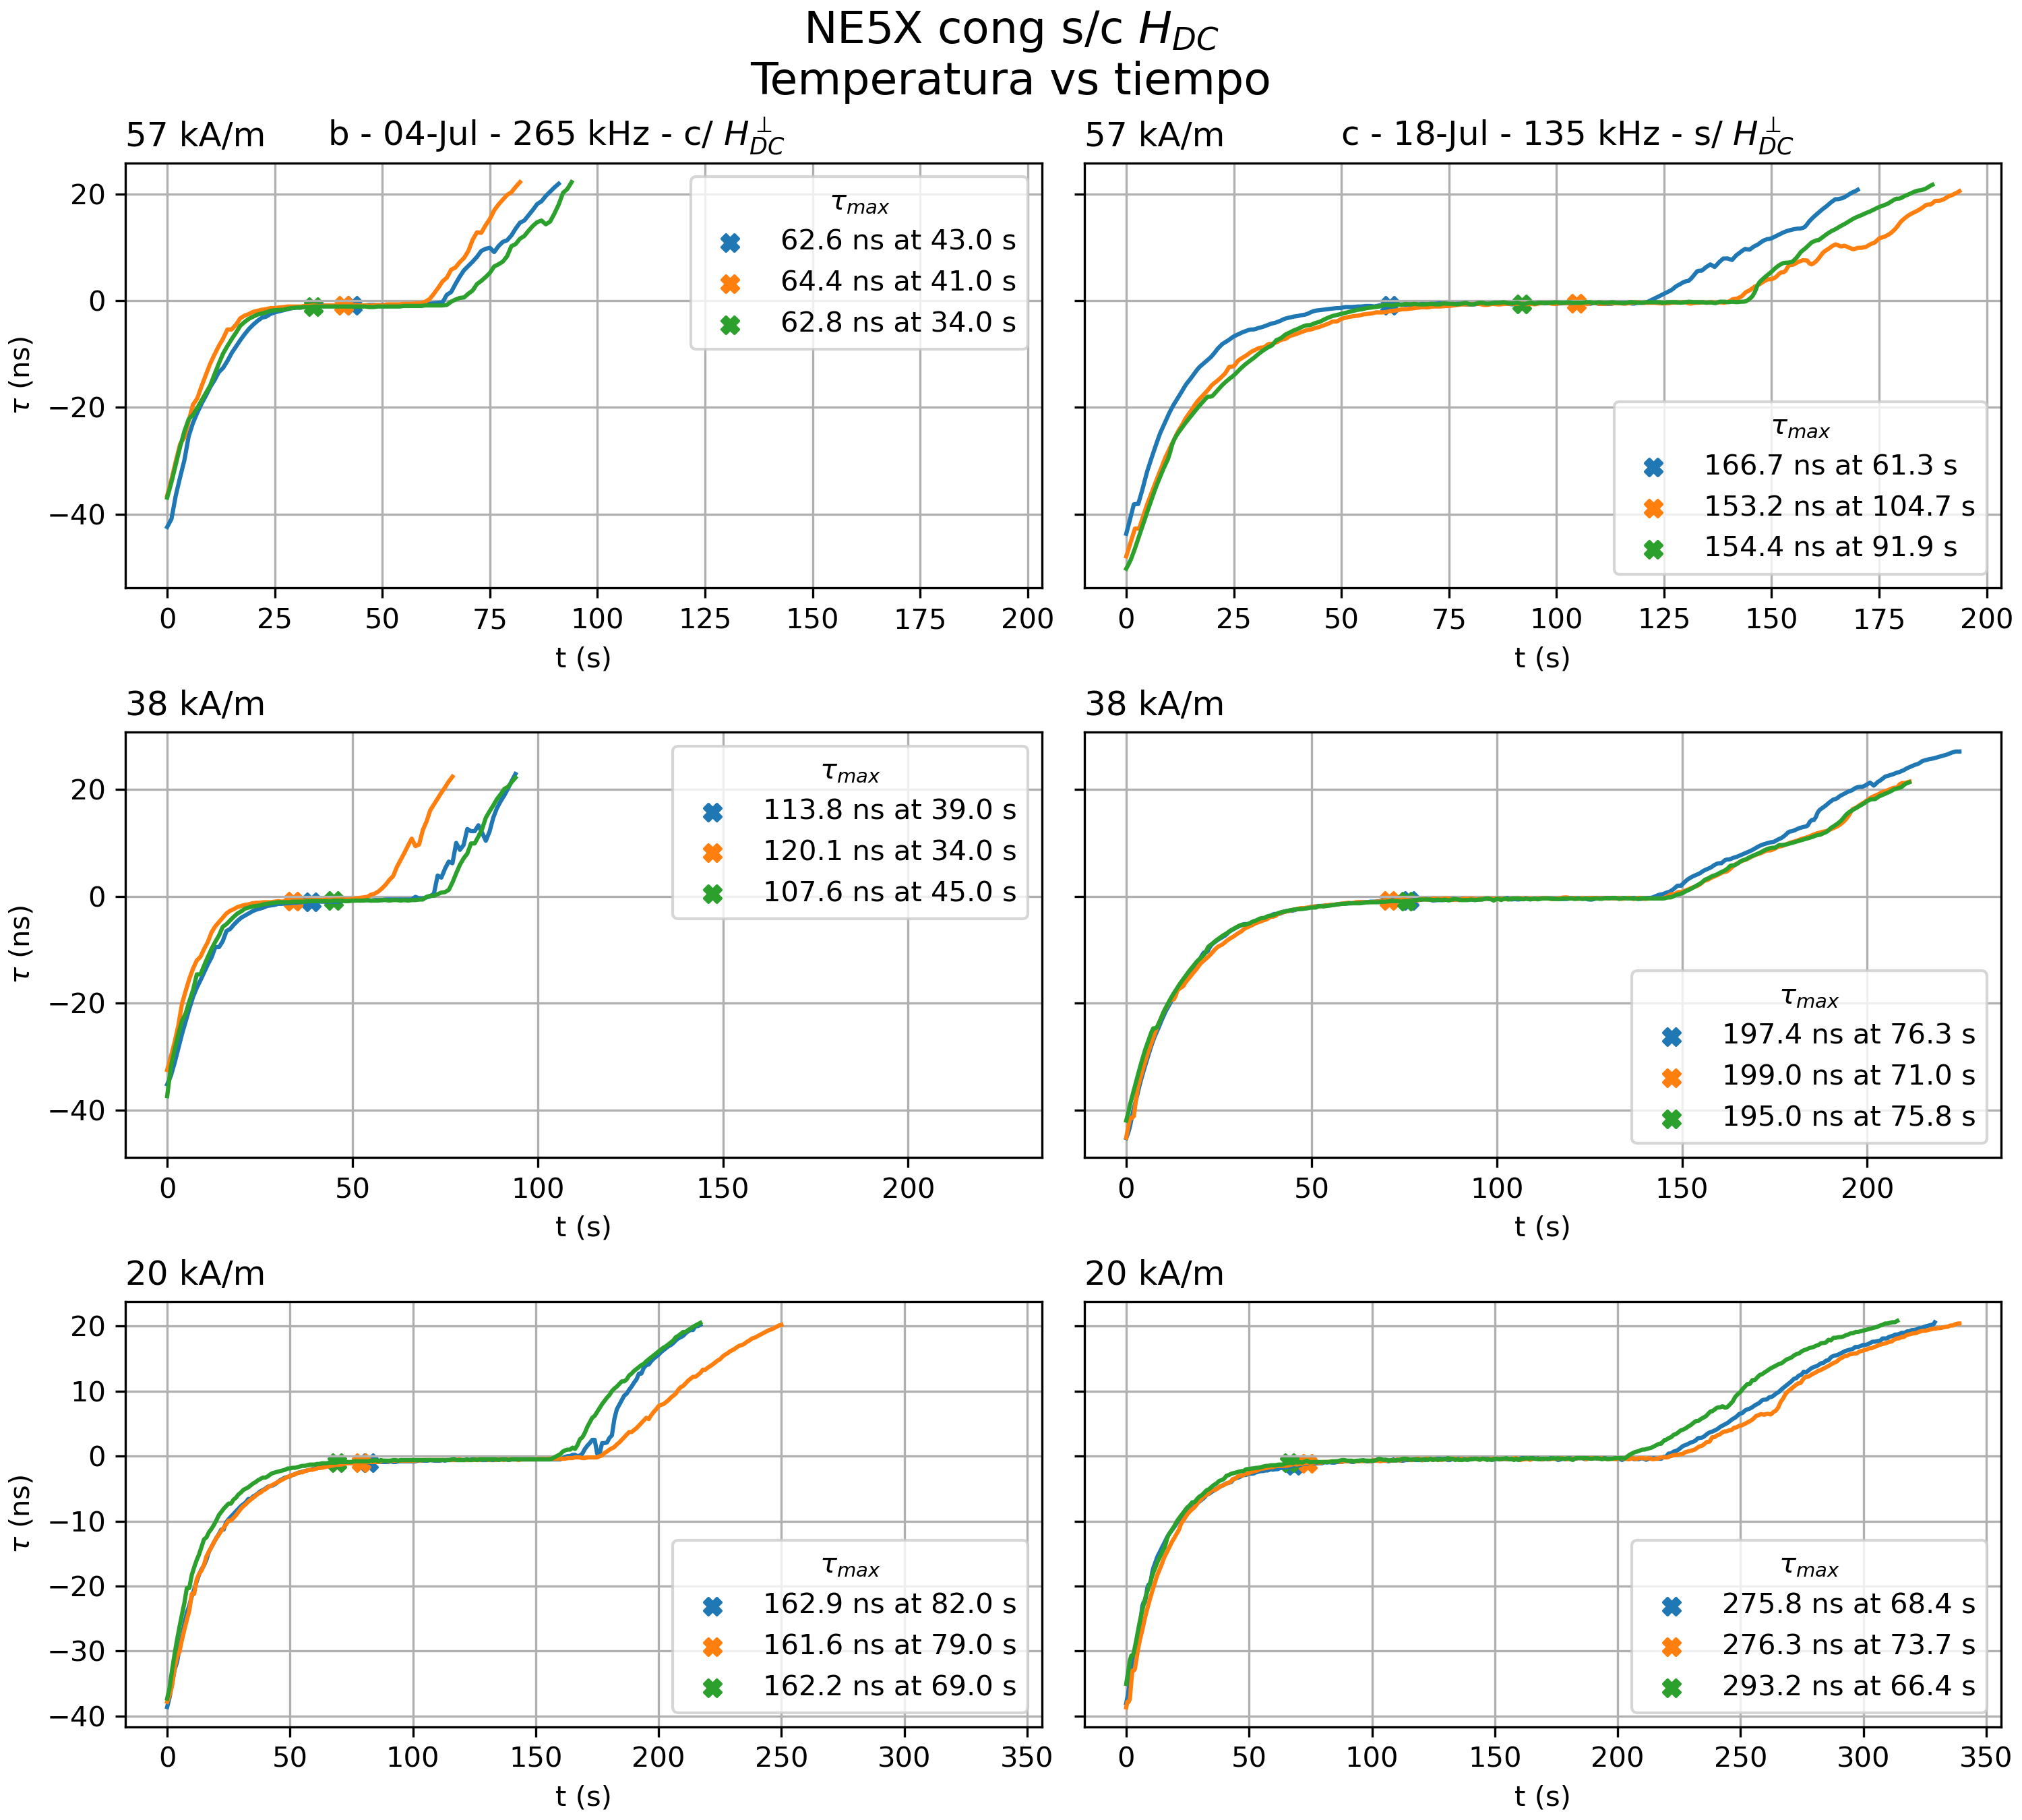 NE5X cong s/c H_DC
Temperatura vs tiempo
57 kA/m b - 04-Jul - 265 kHz - c/ H_DC^⊥
20
0
−20
−40
τ (ns)
τ_max
62.6 ns at 43.0 s
64.4 ns at 41.0 s
62.8 ns at 34.0 s
0 25 50 75 100 125 150 175 200
t (s)
57 kA/m c - 18-Jul - 135 kHz - s/ H_DC^⊥
τ_max
166.7 ns at 61.3 s
153.2 ns at 104.7 s
154.4 ns at 91.9 s
0 25 50 75 100 125 150 175 200
t (s)
38 kA/m
20
0
−20
−40
τ (ns)
τ_max
113.8 ns at 39.0 s
120.1 ns at 34.0 s
107.6 ns at 45.0 s
0 50 100 150 200
t (s)
38 kA/m
τ_max
197.4 ns at 76.3 s
199.0 ns at 71.0 s
195.0 ns at 75.8 s
0 50 100 150 200
t (s)
20 kA/m
20
10
0
−10
−20
−30
−40
τ (ns)
τ_max
162.9 ns at 82.0 s
161.6 ns at 79.0 s
162.2 ns at 69.0 s
0 50 100 150 200 250 300 350
t (s)
20 kA/m
τ_max
275.8 ns at 68.4 s
276.3 ns at 73.7 s
293.2 ns at 66.4 s
0 50 100 150 200 250 300 350
t (s)